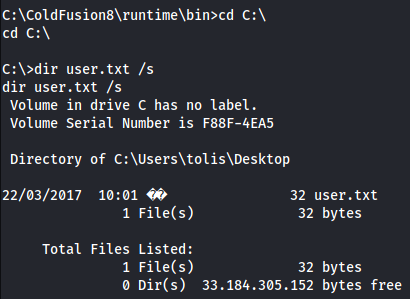 C:\ColdFusion8\runtime\bin>cd C:\
cd C:\
C:\>dir user.txt /s
dir user.txt /s
Volume in drive C has no label.
Volume Serial Number is F88F-4EA5
Directory of C:\Users\tolis\Desktop
22/03/2017 10:01 �� 32 user.txt
1 File(s) 32 bytes
Total Files Listed:
1 File(s) 32 bytes
0 Dir(s) 33.184.305.152 bytes free